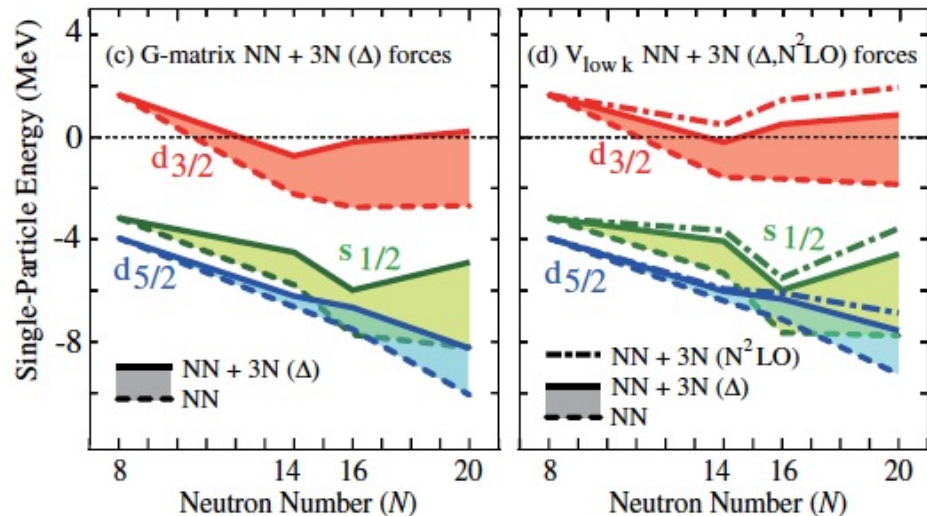 Single-Particle Energy (MeV)
4
0
-4
-8
(c) G-matrix NN + 3N (Δ) forces
d3/2
s1/2
d5/2
NN + 3N (Δ)
NN
8 14 16 20
Neutron Number (N)
(d) Vlow k NN + 3N (Δ,N²LO) forces
d3/2
s1/2
d5/2
NN + 3N (N²LO)
NN + 3N (Δ)
NN
8 14 16 20
Neutron Number (N)